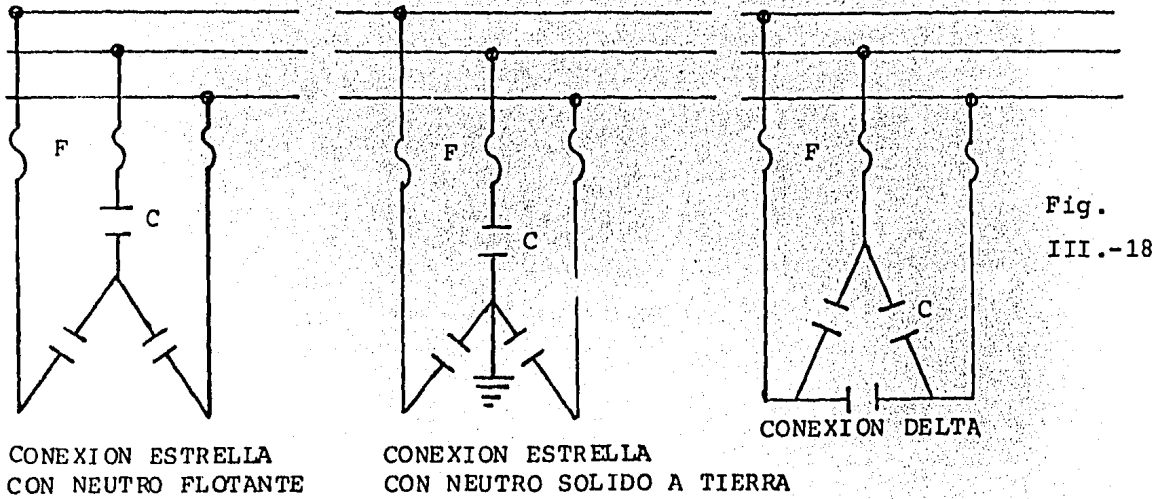 F
C
F
C
F
C
Fig.
III.-18
CONEXION ESTRELLA
CON NEUTRO FLOTANTE
CONEXION ESTRELLA
CON NEUTRO SOLIDO A TIERRA
CONEXION DELTA